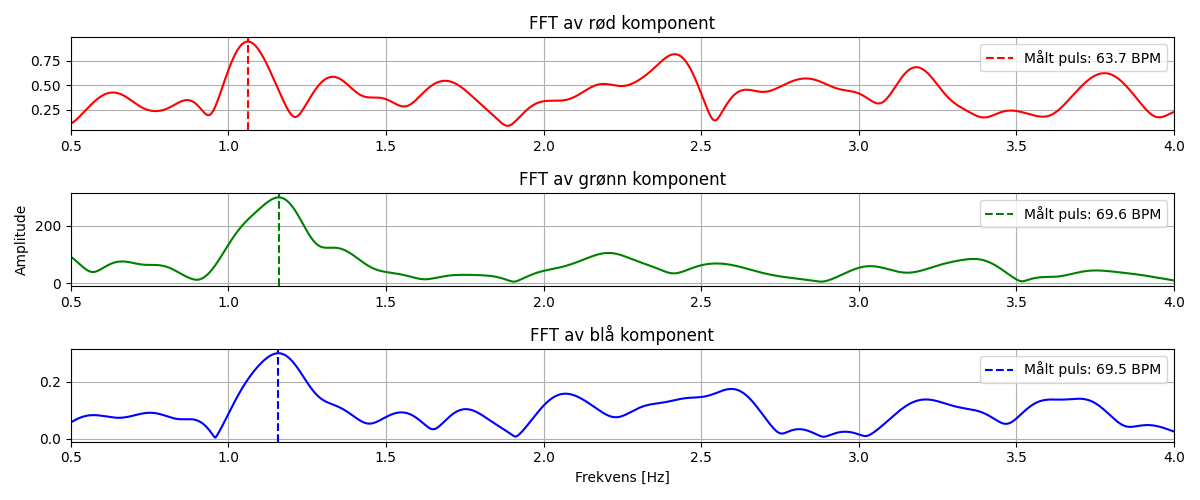 FFT av rød komponent
0.75
0.50
0.25
Målt puls: 63.7 BPM
0.5 1.0 1.5 2.0 2.5 3.0 3.5 4.0
FFT av grønn komponent
Amplitude
200
0
Målt puls: 69.6 BPM
0.5 1.0 1.5 2.0 2.5 3.0 3.5 4.0
FFT av blå komponent
0.2
0.0
Målt puls: 69.5 BPM
0.5 1.0 1.5 2.0 2.5 3.0 3.5 4.0
Frekvens [Hz]